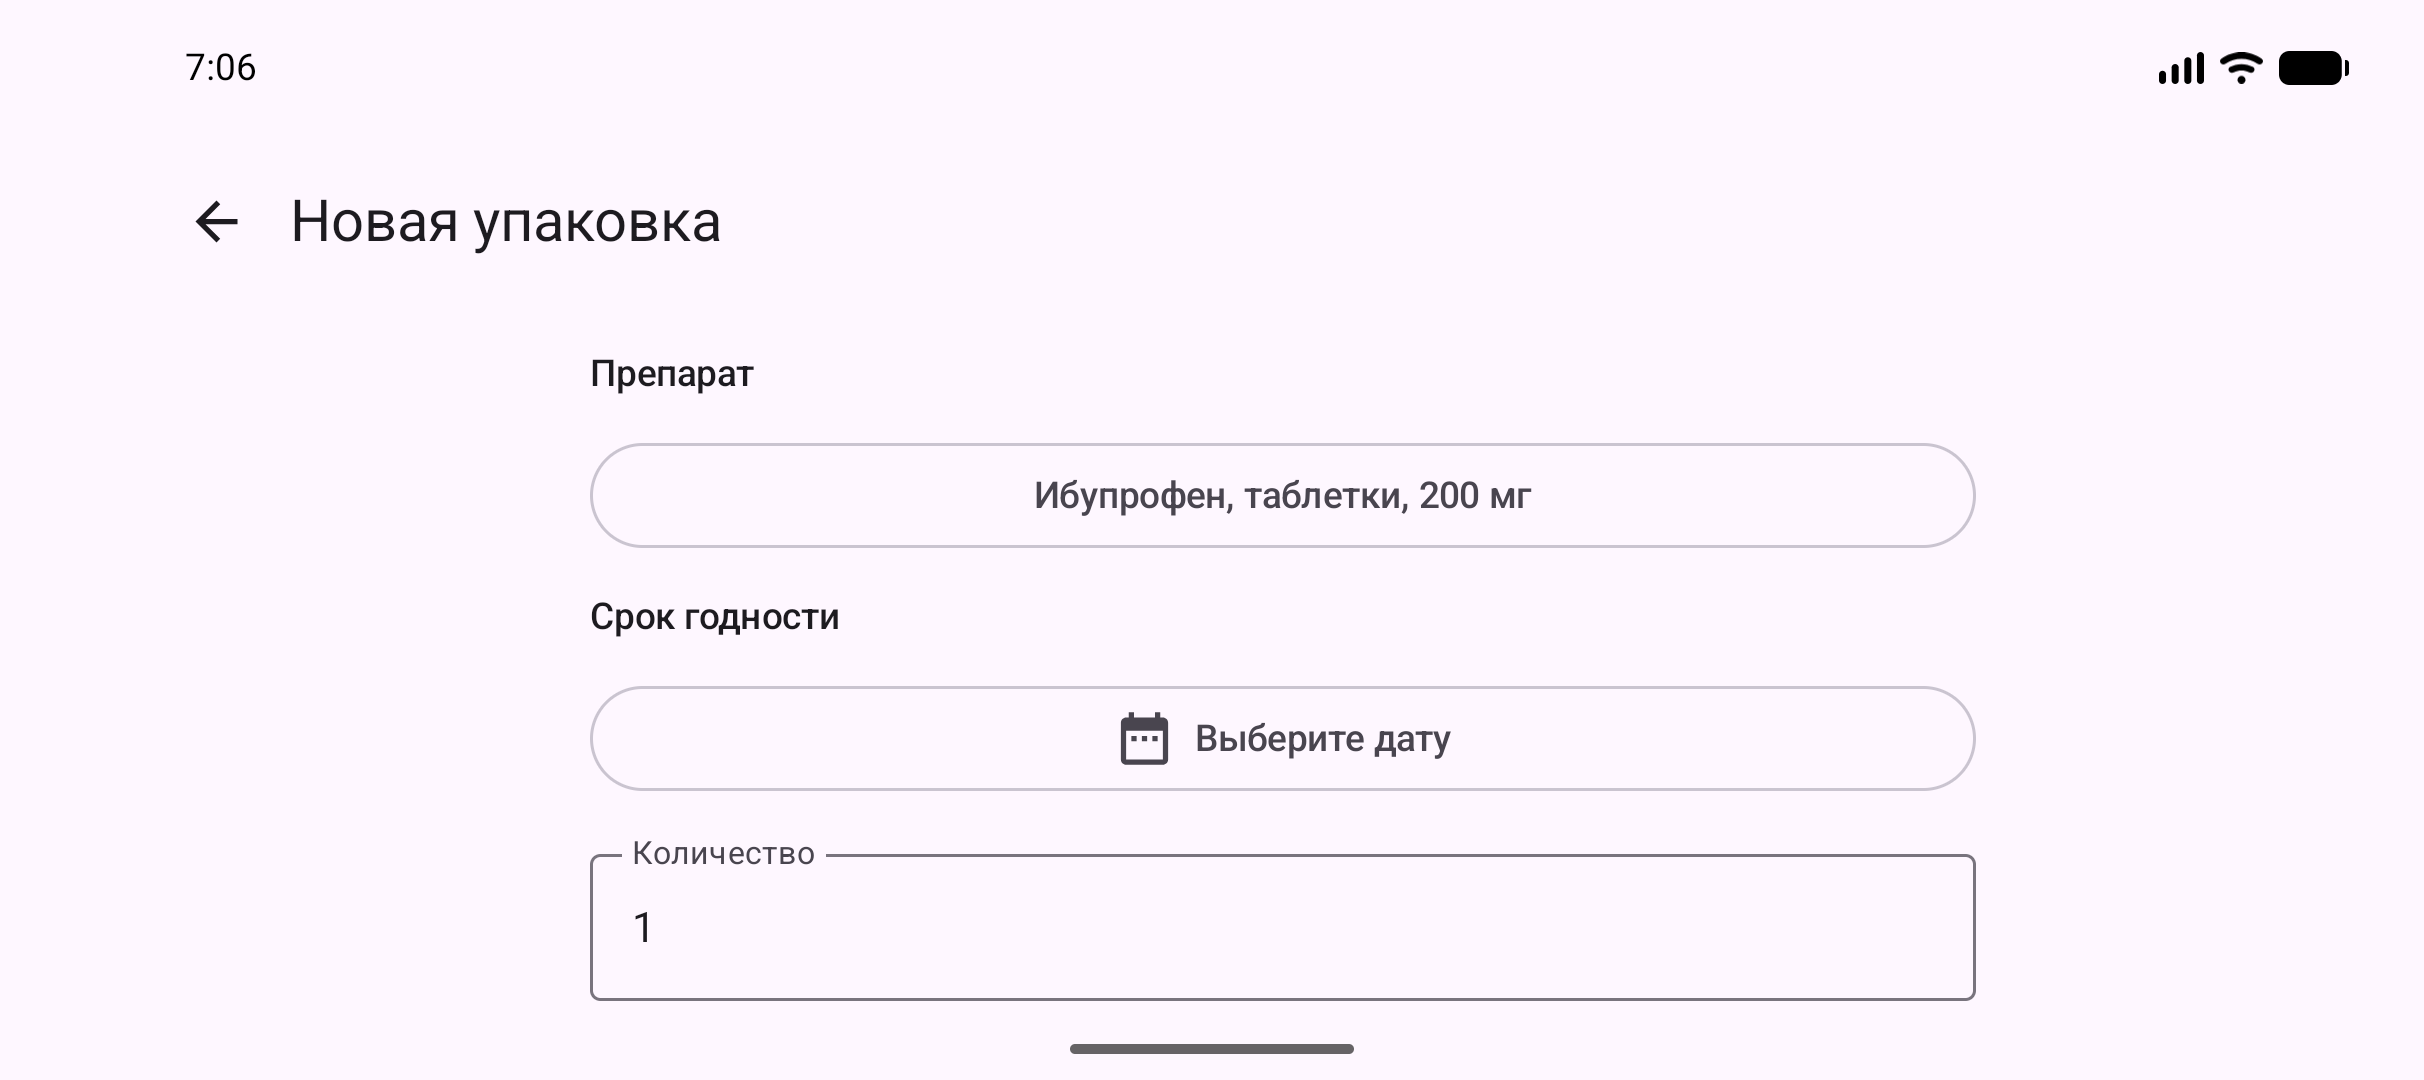 7:06
Новая упаковка
Препарат
Ибупрофен, таблетки, 200 мг
Срок годности
Выберите дату
Количество
1